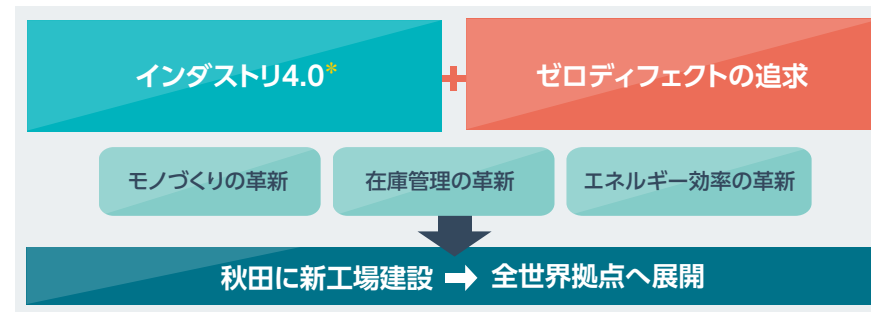 インダストリ4.0* + ゼロディフェクトの追求
モノづくりの革新 在庫管理の革新 エネルギー効率の革新
秋田に新工場建設 ➡ 全世界拠点へ展開